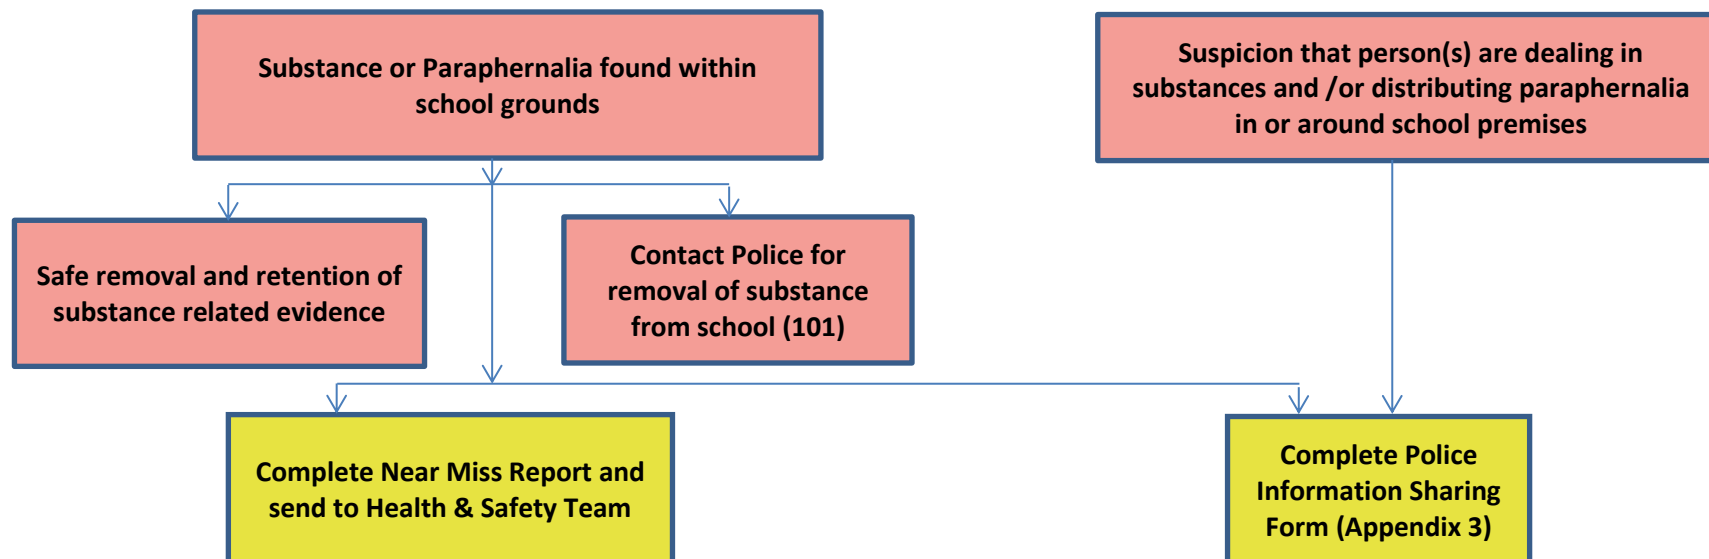 Substance or Paraphernalia found within
school grounds
Suspicion that person(s) are dealing in
substances and /or distributing paraphernalia
in or around school premises
Safe removal and retention of
substance related evidence
Contact Police for
removal of substance
from school (101)
Complete Near Miss Report and
send to Health & Safety Team
Complete Police
Information Sharing
Form (Appendix 3)